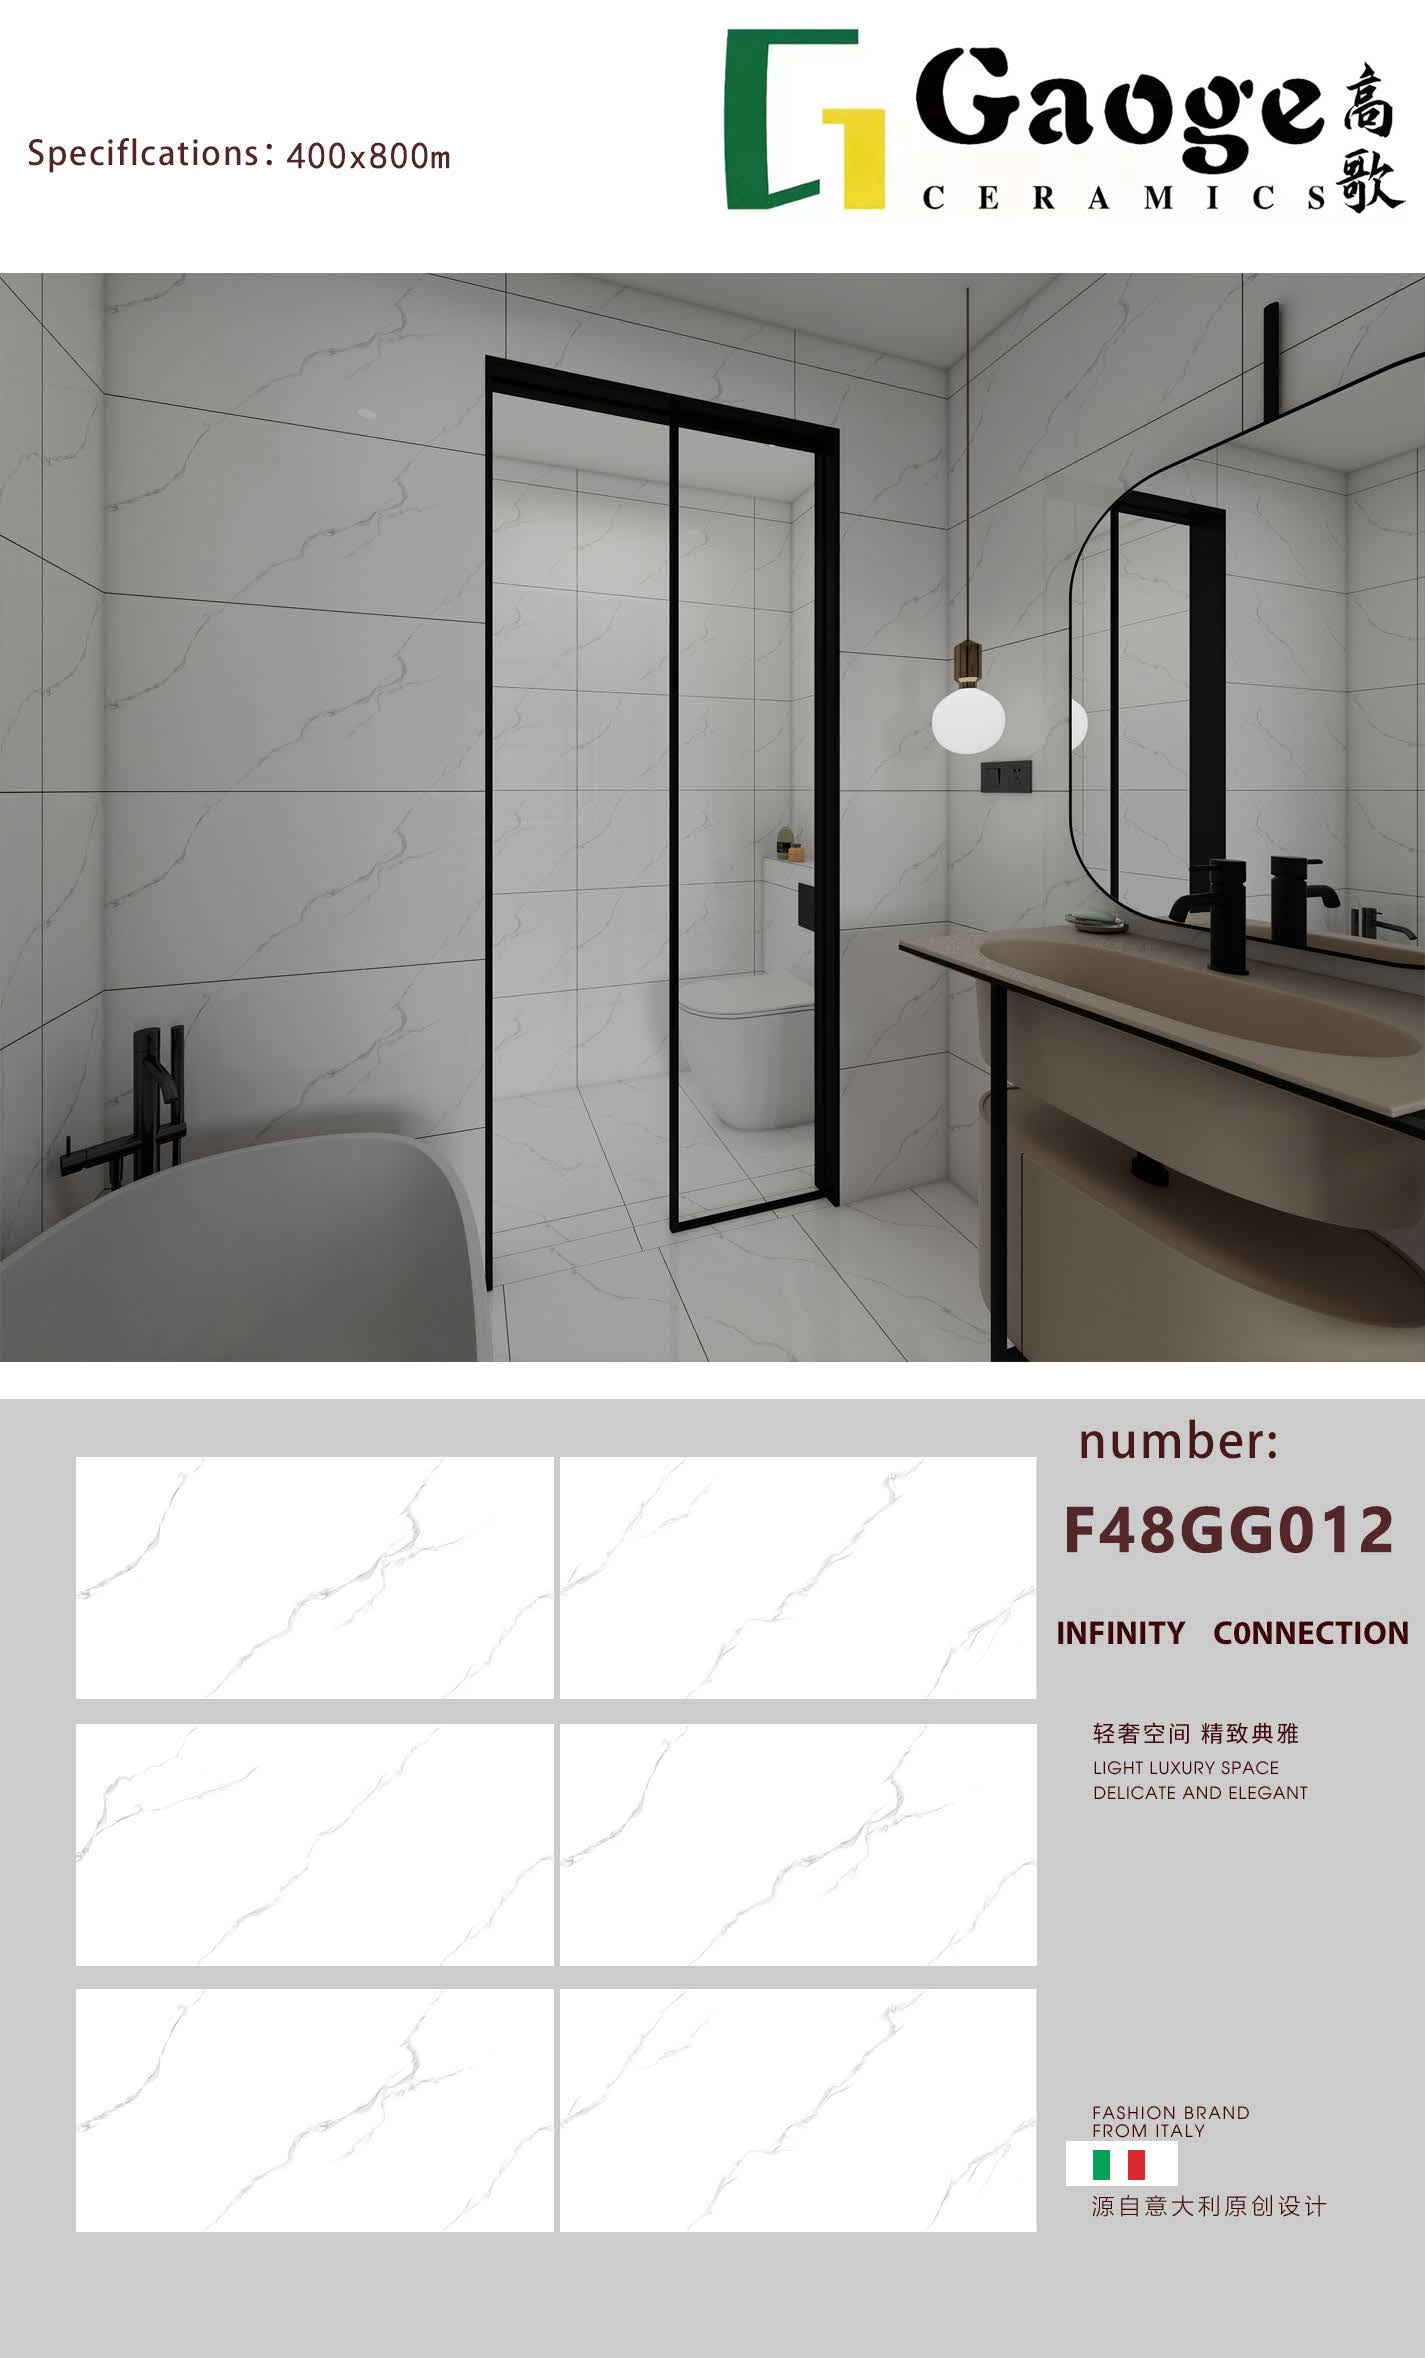 Speciflcations: 400x800m
Gaoge
CERAMICS
高歌
number:
F48GG012
INFINITY C0NNECTION
轻奢空间 精致典雅
LIGHT LUXURY SPACE
DELICATE AND ELEGANT
FASHION BRAND
FROM ITALY
源自意大利原创设计